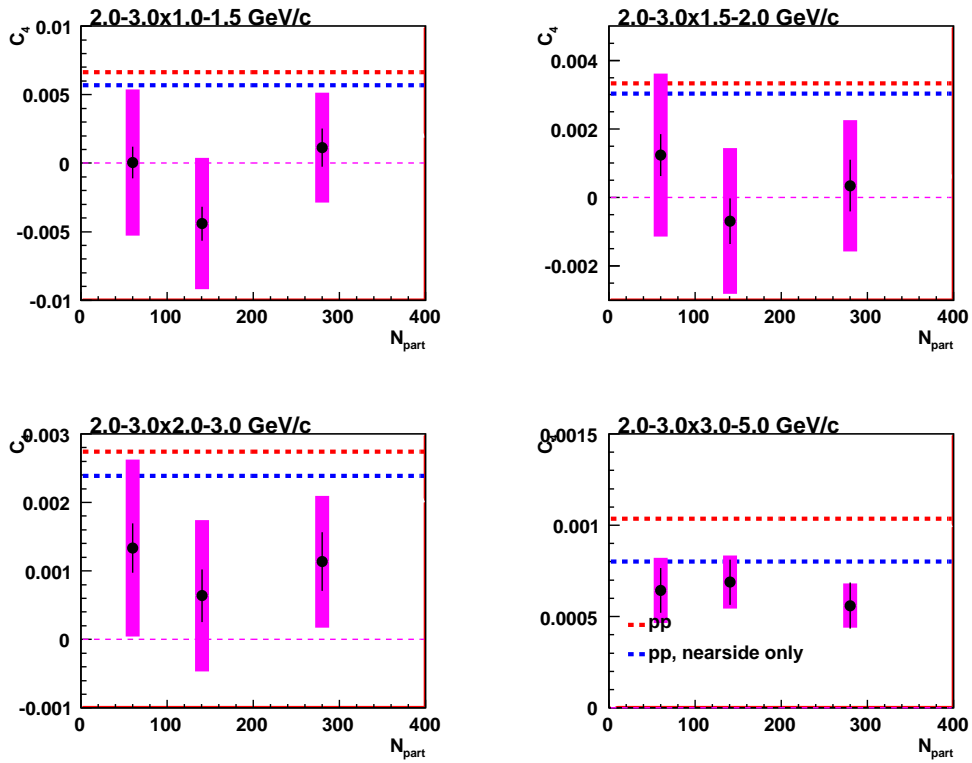 2.0-3.0x1.0-1.5 GeV/c
C4
0.01
0.005
0
-0.005
-0.01
0 100 200 300 400
Npart
2.0-3.0x1.5-2.0 GeV/c
C4
0.004
0.002
0
-0.002
0 100 200 300 400
Npart
2.0-3.0x2.0-3.0 GeV/c
0.003
0.002
0.001
0
-0.001
0 100 200 300 400
Npart
2.0-3.0x3.0-5.0 GeV/c
0.0015
0.001
0.0005
0
pp
pp, nearside only
0 100 200 300 400
Npart